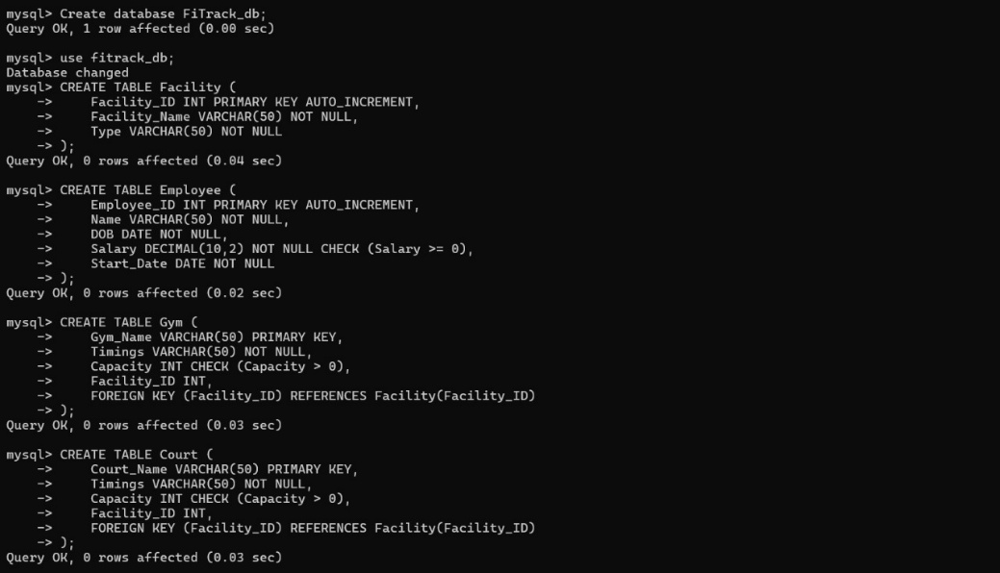 mysql> Create database FiTrack_db;
Query OK, 1 row affected (0.00 sec)

mysql> use fitrack_db;
Database changed
mysql> CREATE TABLE Facility (
    ->     Facility_ID INT PRIMARY KEY AUTO_INCREMENT,
    ->     Facility_Name VARCHAR(50) NOT NULL,
    ->     Type VARCHAR(50) NOT NULL
    -> );
Query OK, 0 rows affected (0.04 sec)

mysql> CREATE TABLE Employee (
    ->     Employee_ID INT PRIMARY KEY AUTO_INCREMENT,
    ->     Name VARCHAR(50) NOT NULL,
    ->     DOB DATE NOT NULL,
    ->     Salary DECIMAL(10,2) NOT NULL CHECK (Salary >= 0),
    ->     Start_Date DATE NOT NULL
    -> );
Query OK, 0 rows affected (0.02 sec)

mysql> CREATE TABLE Gym (
    ->     Gym_Name VARCHAR(50) PRIMARY KEY,
    ->     Timings VARCHAR(50) NOT NULL,
    ->     Capacity INT CHECK (Capacity > 0),
    ->     Facility_ID INT,
    ->     FOREIGN KEY (Facility_ID) REFERENCES Facility(Facility_ID)
    -> );
Query OK, 0 rows affected (0.03 sec)

mysql> CREATE TABLE Court (
    ->     Court_Name VARCHAR(50) PRIMARY KEY,
    ->     Timings VARCHAR(50) NOT NULL,
    ->     Capacity INT CHECK (Capacity > 0),
    ->     Facility_ID INT,
    ->     FOREIGN KEY (Facility_ID) REFERENCES Facility(Facility_ID)
    -> );
Query OK, 0 rows affected (0.03 sec)